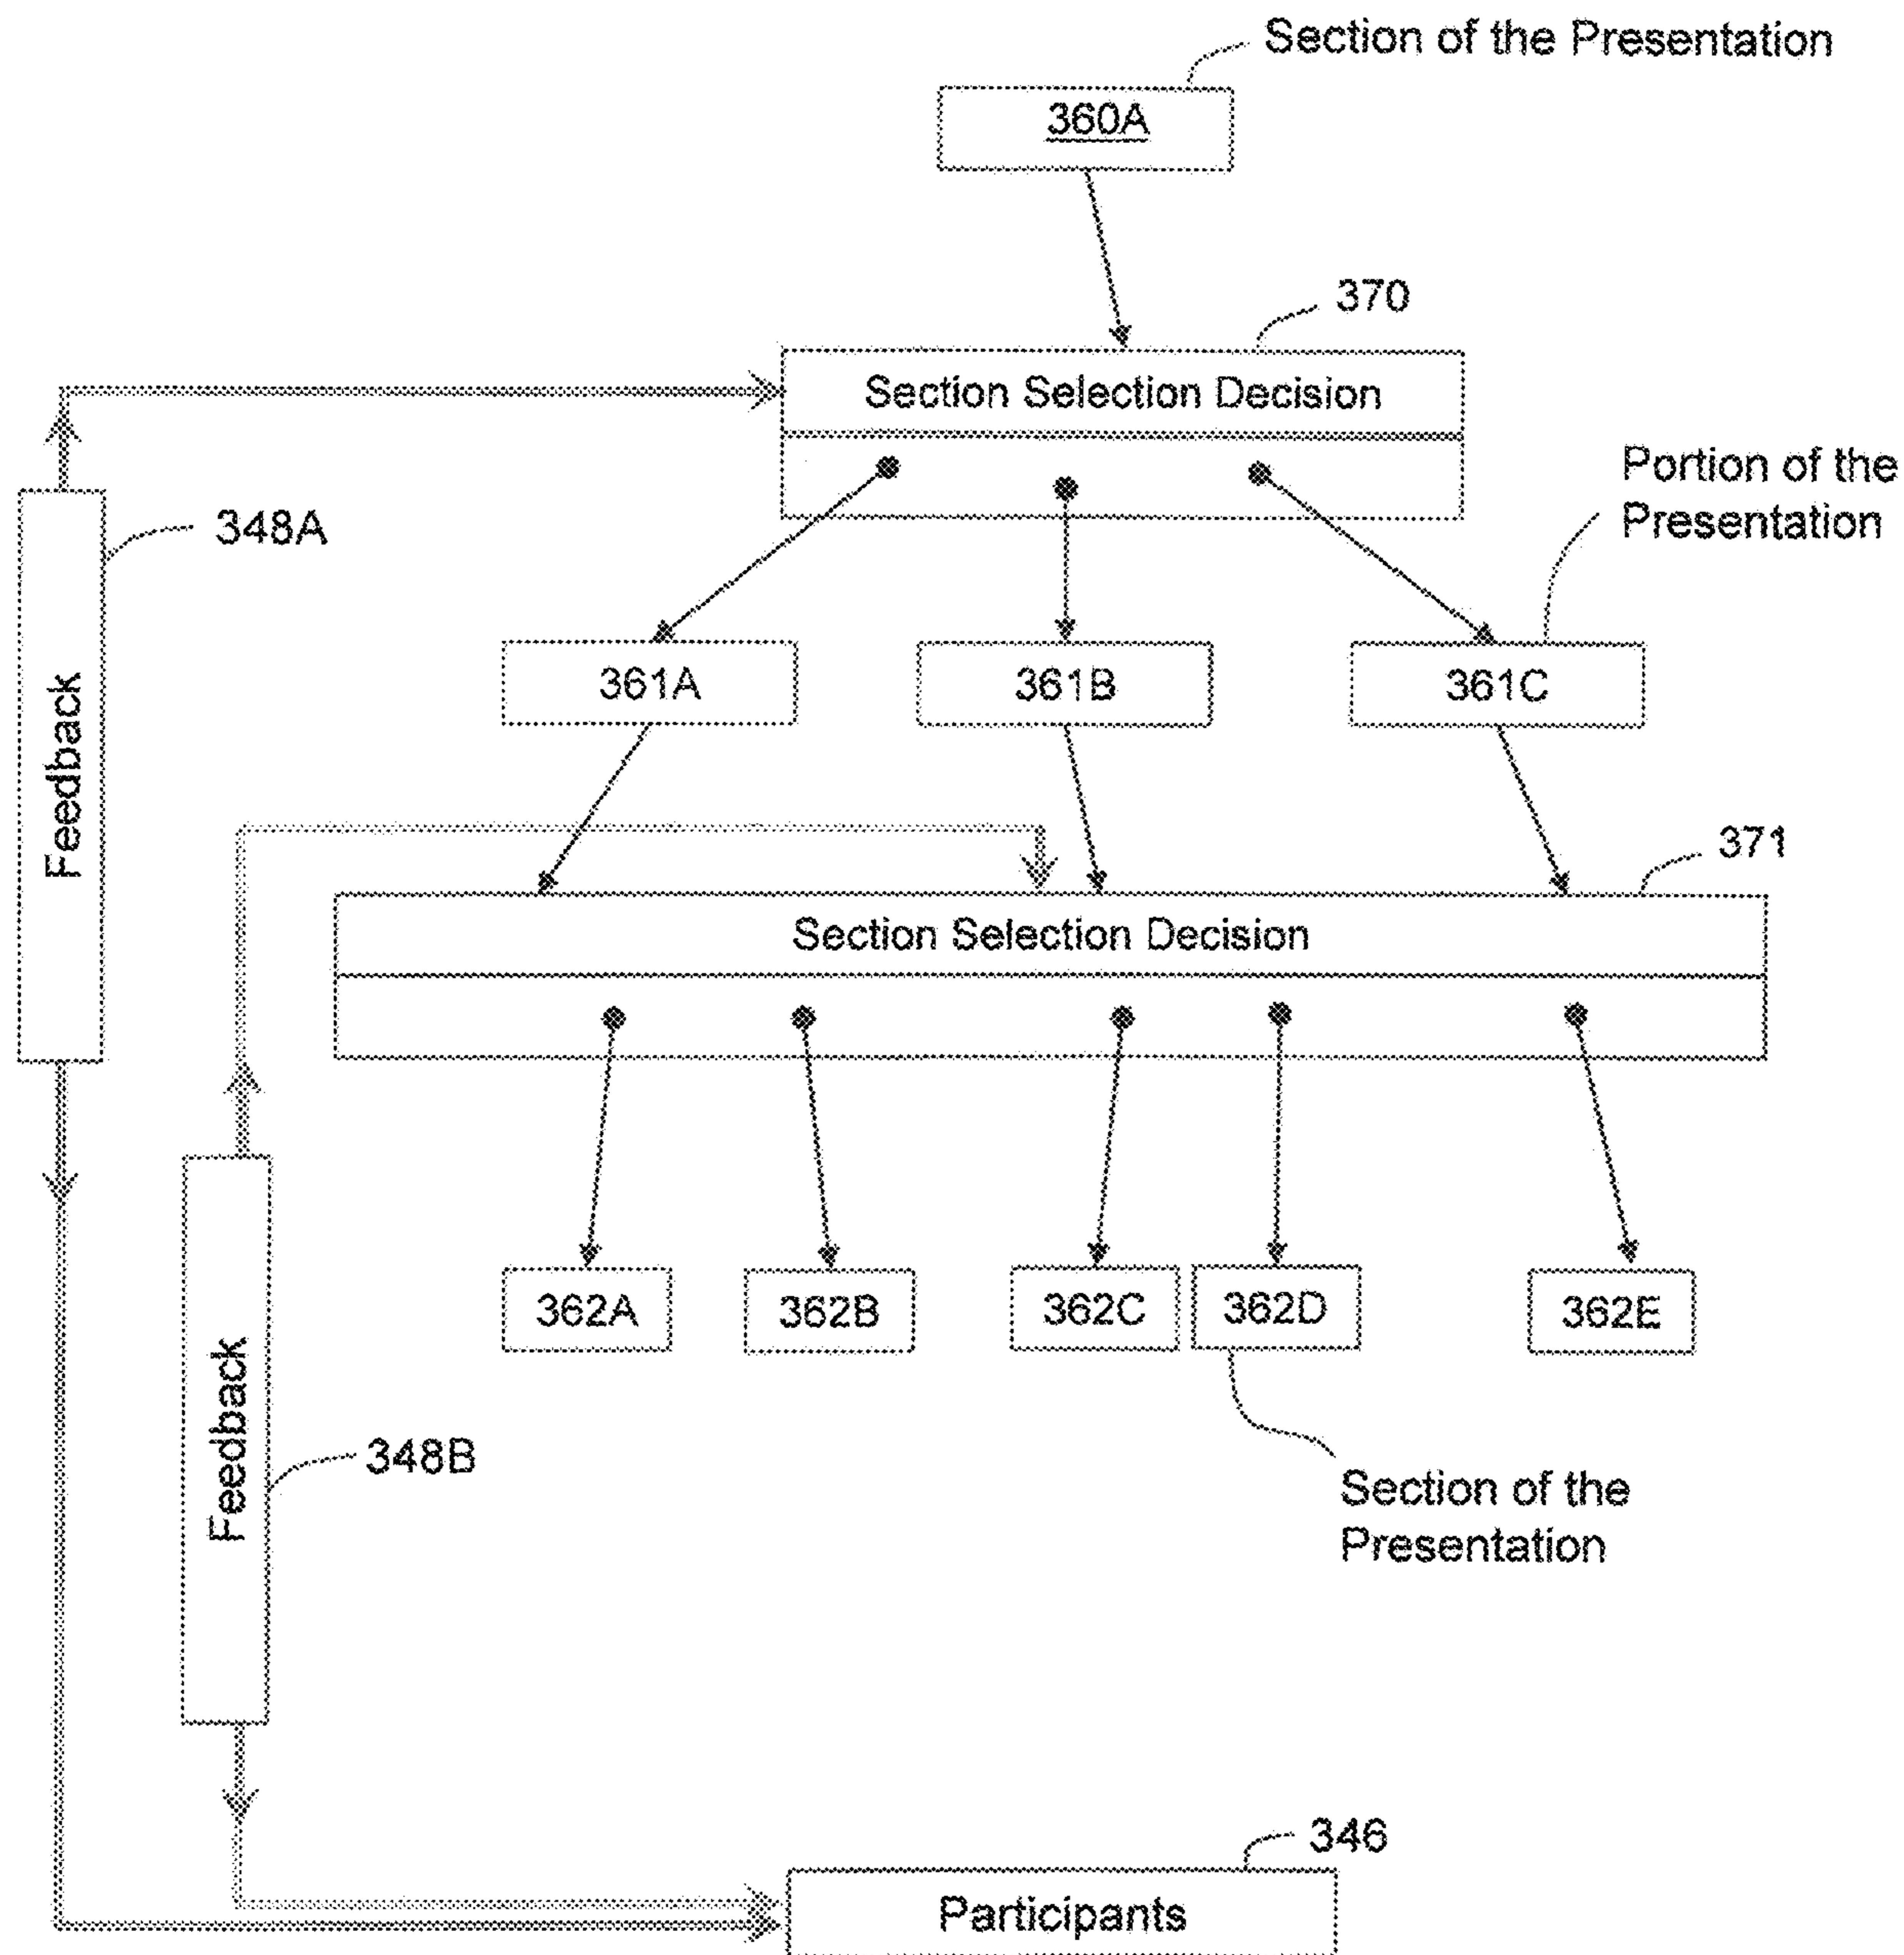 Section of the Presentation
360A
370
Section Selection Decision
Portion of the
Presentation
348A
Feedback
361A
361B
361C
371
Section Selection Decision
362A
362B
362C
362D
362E
Feedback
348B
Section of the
Presentation
346
Participants